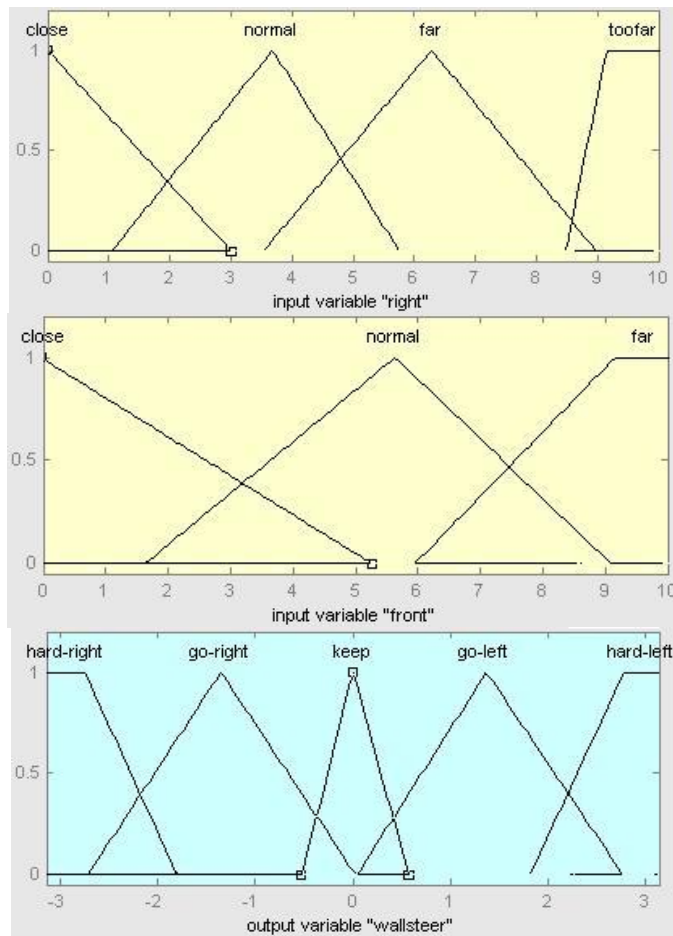 close normal far toofar
1
0.5
0
0 1 2 3 4 5 6 7 8 9 10
input variable "right"
close normal far
1
0.5
0
0 1 2 3 4 5 6 7 8 9 10
input variable "front"
hard-right go-right keep go-left hard-left
1
0.5
0
-3 -2 -1 0 1 2 3
output variable "wallsteer"